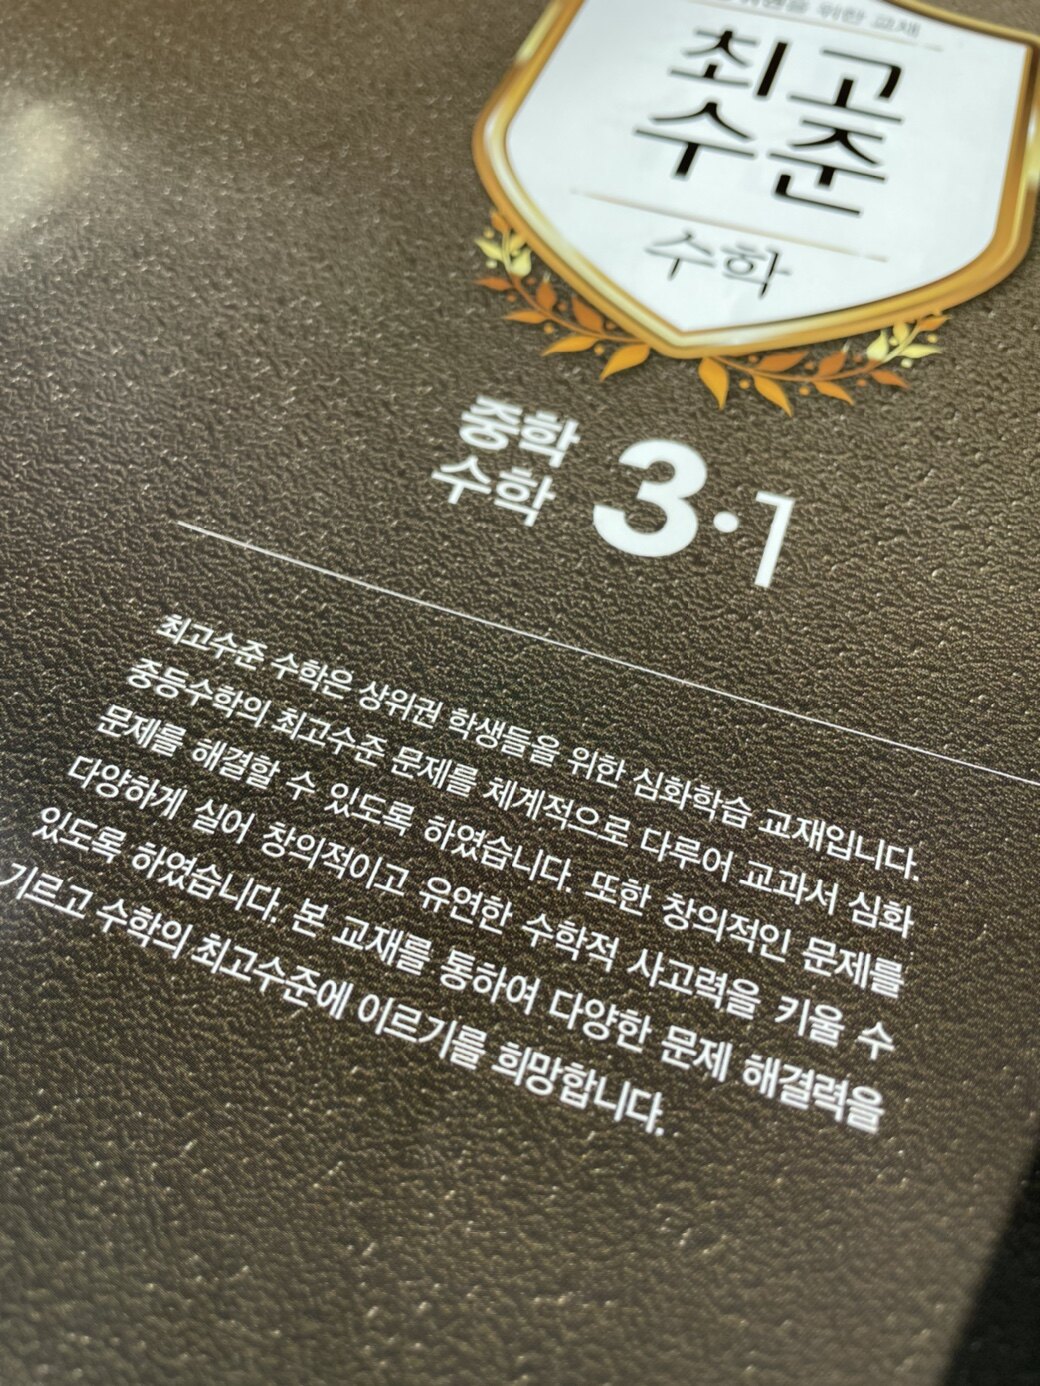 위한 교재
최고
수준
수학
중학
수학
3·1
최고수준 수학은 상위권 학생들을 위한 심화학습 교재입니다.
중등수학의 최고수준 문제를 체계적으로 다루어 교과서 심화
문제를 해결할 수 있도록 하였습니다. 또한 창의적인 문제를
다양하게 실어 창의적이고 유연한 수학적 사고력을 키울 수
있도록 하였습니다. 본 교재를 통하여 다양한 문제 해결력을
기르고 수학의 최고수준에 이르기를 희망합니다.